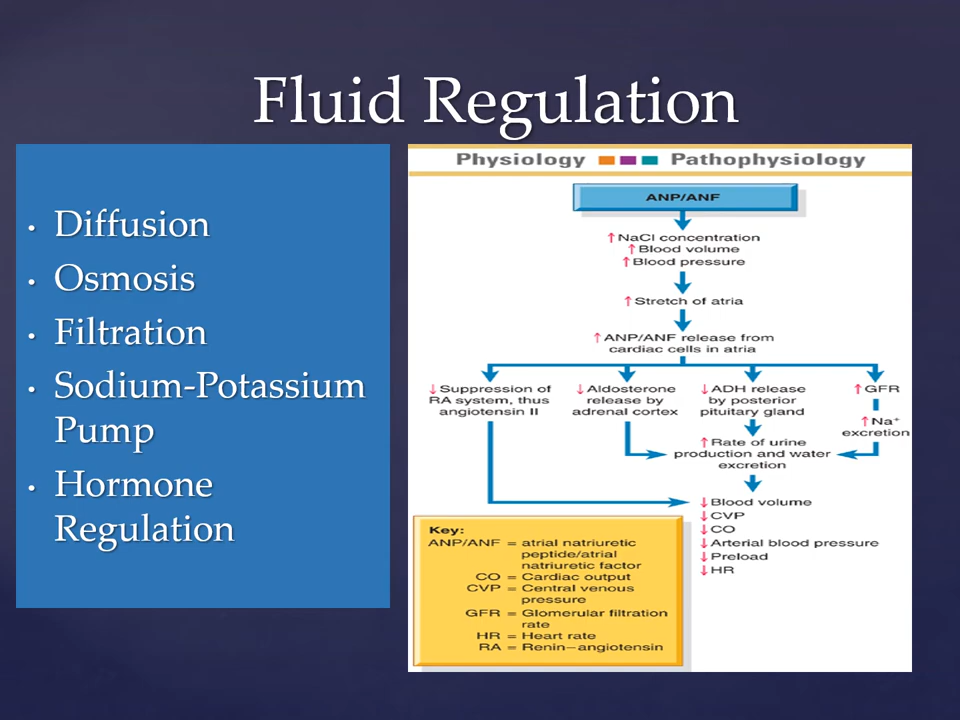 Fluid Regulation
• Diffusion
• Osmosis
• Filtration
• Sodium-Potassium
Pump
• Hormone
Regulation
Physiology Pathophysiology
ANP/ANF
↑NaCl concentration
↑Blood volume
↑Blood pressure
↑Stretch of atria
↑ANP/ANF release from
cardiac cells in atria
↓Suppression of
RA system, thus
angiotensin II
↓Aldosterone
release by
adrenal cortex
↓ADH release
by posterior
pituitary gland
↑GFR
↑Na⁺
excretion
↑Rate of urine
production and water
excretion
↓Blood volume
↓CVP
↓CO
↓Arterial blood pressure
↓Preload
↓HR
Key:
ANP/ANF = atrial natriuretic
peptide/atrial
natriuretic factor
CO = Cardiac output
CVP = Central venous
pressure
GFR = Glomerular filtration
rate
HR = Heart rate
RA = Renin–angiotensin